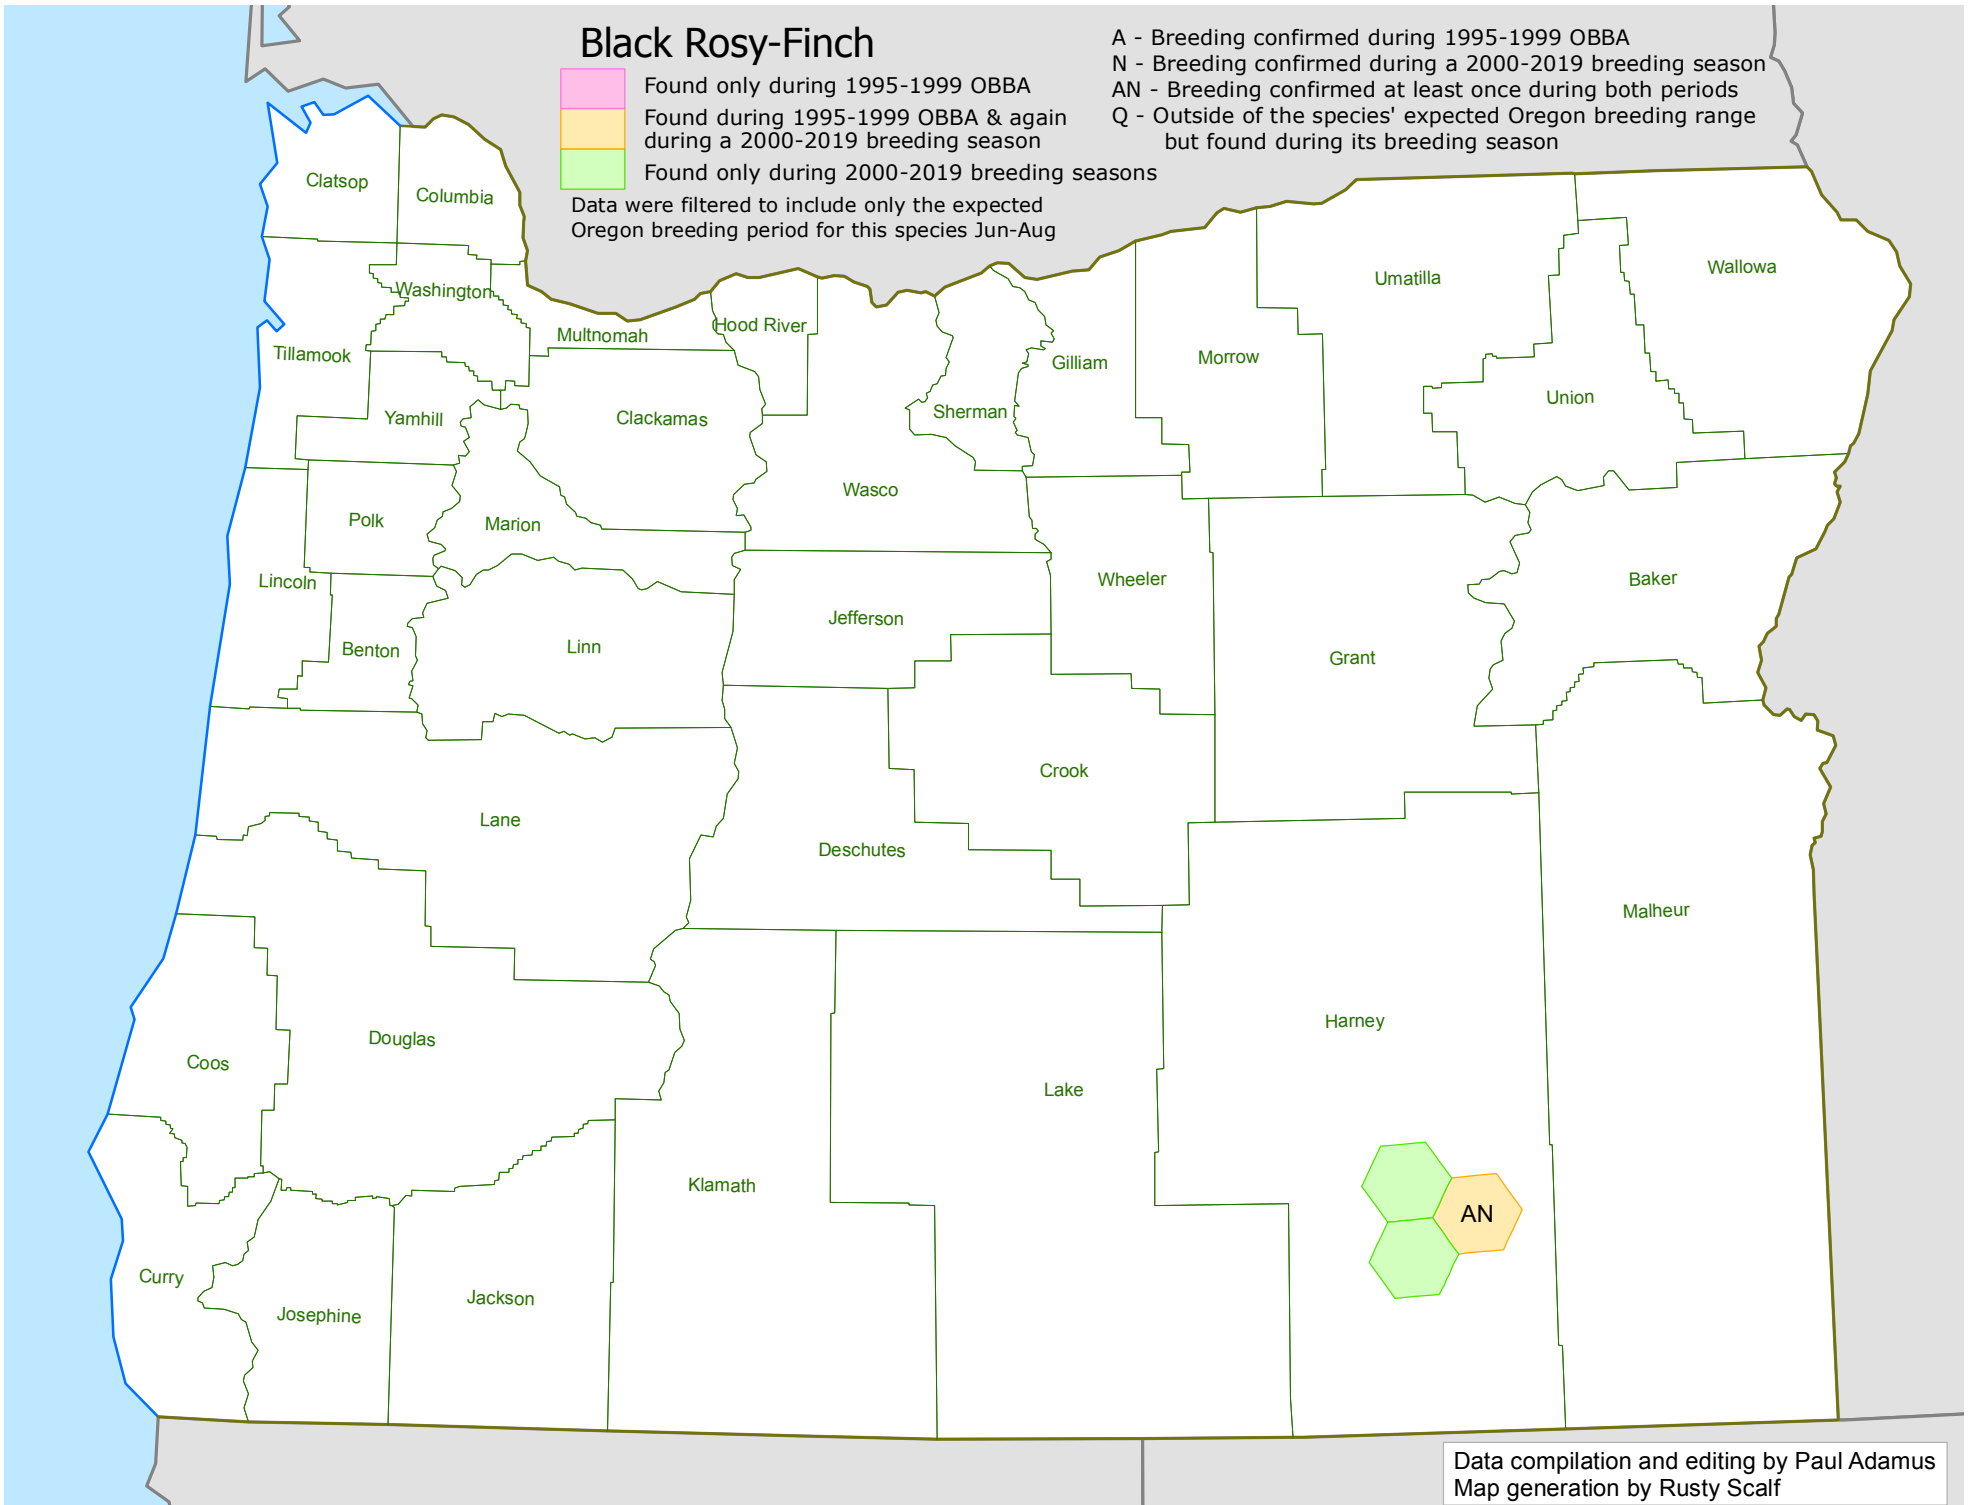 Black Rosy-Finch
Found only during 1995-1999 OBBA
Found during 1995-1999 OBBA & again
during a 2000-2019 breeding season
Found only during 2000-2019 breeding seasons
Data were filtered to include only the expected
Oregon breeding period for this species Jun-Aug
A - Breeding confirmed during 1995-1999 OBBA
N - Breeding confirmed during a 2000-2019 breeding season
AN - Breeding confirmed at least once during both periods
Q - Outside of the species' expected Oregon breeding range
but found during its breeding season
Clatsop
Columbia
Washington
Multnomah
Hood River
Tillamook
Yamhill
Clackamas
Sherman
Gilliam
Morrow
Umatilla
Wallowa
Union
Wasco
Polk
Marion
Lincoln
Benton
Linn
Jefferson
Wheeler
Grant
Baker
Lane
Deschutes
Crook
Malheur
Harney
Coos
Douglas
Lake
Klamath
AN
Curry
Josephine
Jackson
Data compilation and editing by Paul Adamus
Map generation by Rusty Scalf